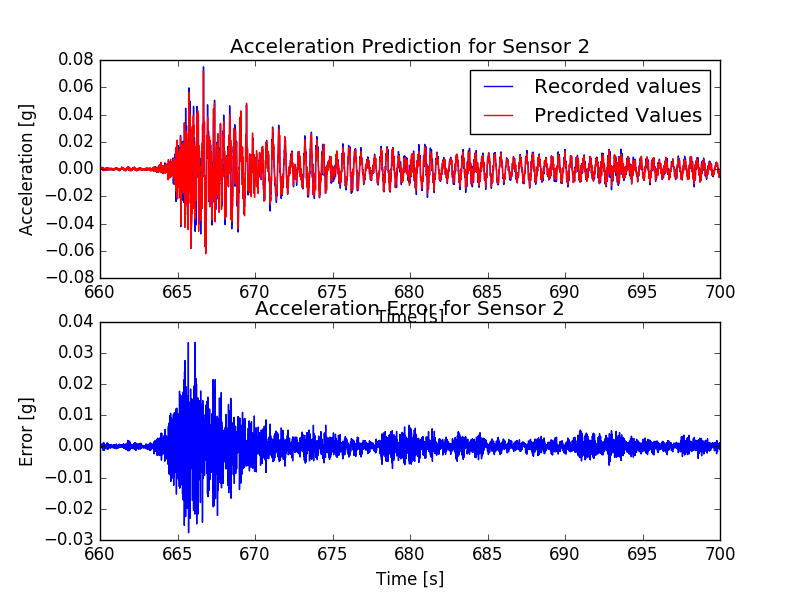 Acceleration Prediction for Sensor 2
0.08
0.06
0.04
0.02
0.00
−0.02
−0.04
−0.06
−0.08
Acceleration [g]
Recorded values
Predicted Values
660 665 670 675 680 685 690 695 700
Time [s]
Acceleration Error for Sensor 2
0.04
0.03
0.02
0.01
0.00
−0.01
−0.02
−0.03
Error [g]
660 665 670 675 680 685 690 695 700
Time [s]